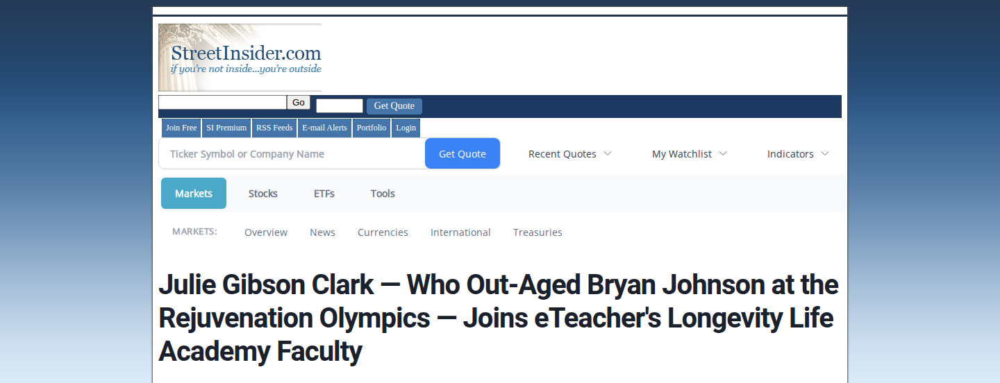 StreetInsider.com
if you're not inside...you're outside
Go Get Quote
Join Free SI Premium RSS Feeds E-mail Alerts Portfolio Login
Ticker Symbol or Company Name Get Quote Recent Quotes My Watchlist Indicators
Markets Stocks ETFs Tools
MARKETS: Overview News Currencies International Treasuries
Julie Gibson Clark — Who Out-Aged Bryan Johnson at the
Rejuvenation Olympics — Joins eTeacher's Longevity Life
Academy Faculty